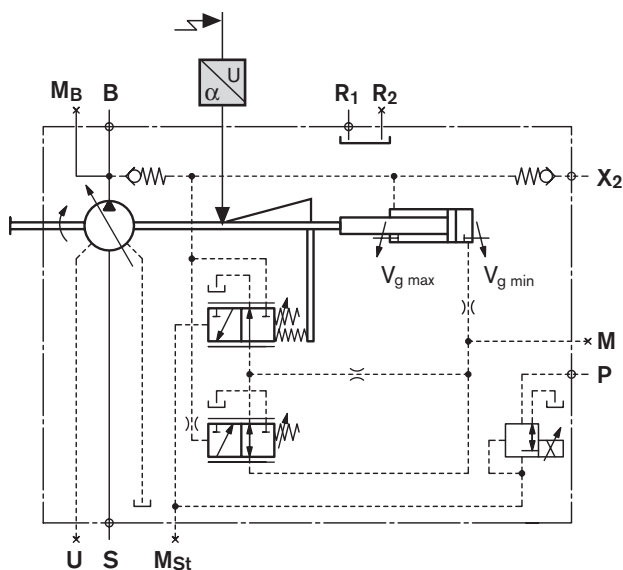 U
α
M_B B R_1 R_2
X_2
V_g max V_g min
M
P
U S M_St